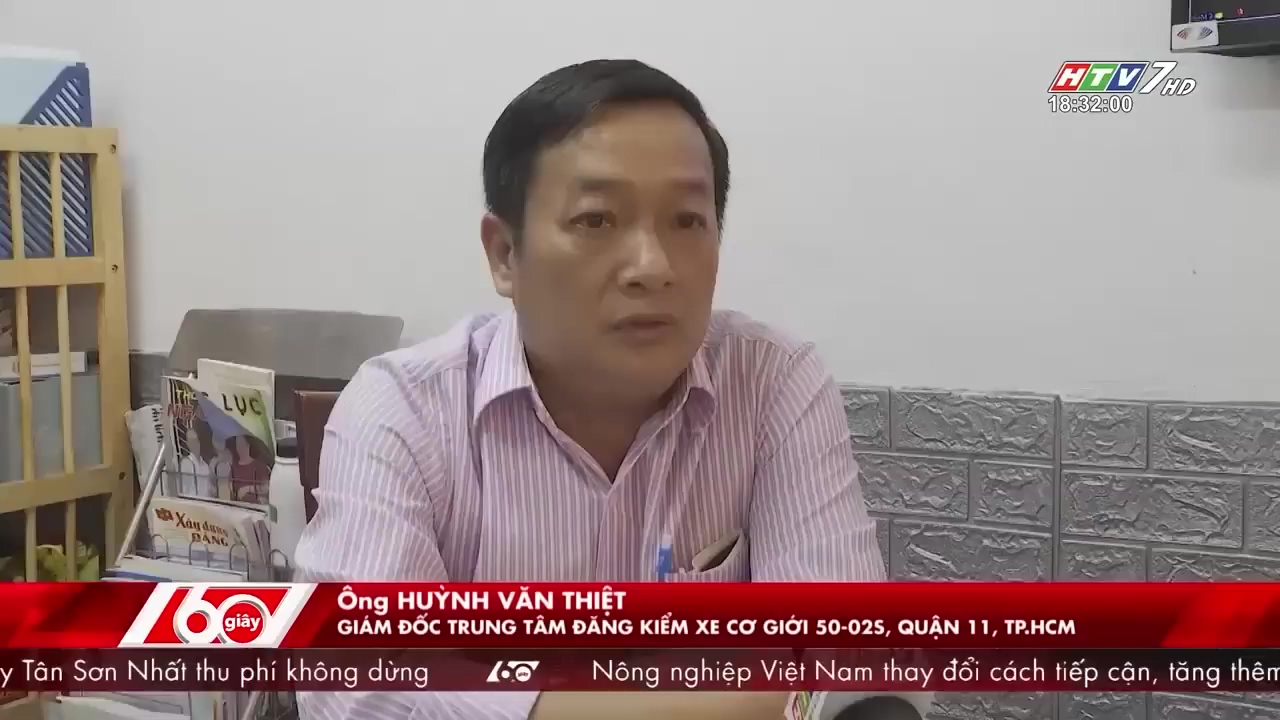 HTV7 HD
18:32:00
LỰC
Xây dựng
ĐẢNG
60 giây
Ông HUỲNH VĂN THIỆT
GIÁM ĐỐC TRUNG TÂM ĐĂNG KIỂM XE CƠ GIỚI 50-02S, QUẬN 11, TP.HCM
y Tân Sơn Nhất thu phí không dừng 60 giây Nông nghiệp Việt Nam thay đổi cách tiếp cận, tăng thêm